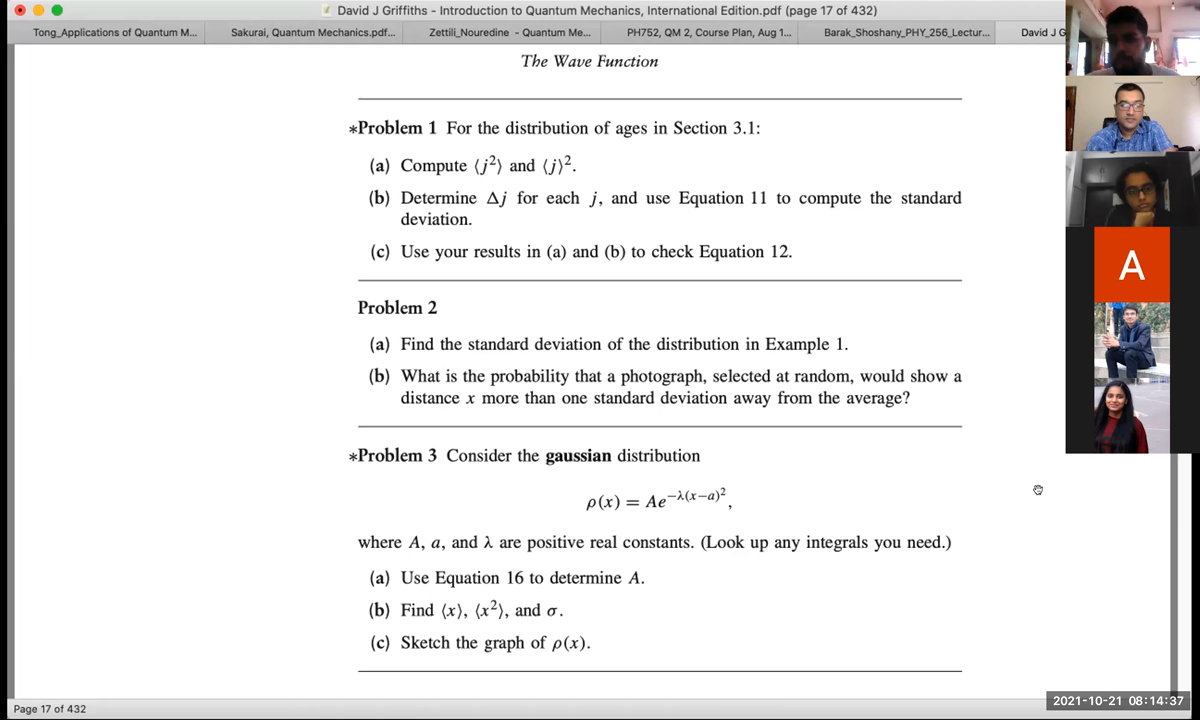 David J Griffiths - Introduction to Quantum Mechanics, International Edition.pdf (page 17 of 432)
Tong_Applications of Quantum M... Sakurai, Quantum Mechanics.pdf... Zettili_Nouredine - Quantum Me... PH752, QM 2, Course Plan, Aug 1... Barak_Shoshany_PHY_256_Lectur... David J G
The Wave Function
*Problem 1 For the distribution of ages in Section 3.1:
(a) Compute ⟨j²⟩ and ⟨j⟩².
(b) Determine Δj for each j, and use Equation 11 to compute the standard
deviation.
(c) Use your results in (a) and (b) to check Equation 12.
Problem 2
(a) Find the standard deviation of the distribution in Example 1.
(b) What is the probability that a photograph, selected at random, would show a
distance x more than one standard deviation away from the average?
*Problem 3 Consider the gaussian distribution
ρ(x) = Ae^{−λ(x−a)²},
where A, a, and λ are positive real constants. (Look up any integrals you need.)
(a) Use Equation 16 to determine A.
(b) Find ⟨x⟩, ⟨x²⟩, and σ.
(c) Sketch the graph of ρ(x).
A
Page 17 of 432
2021-10-21 08:14:37